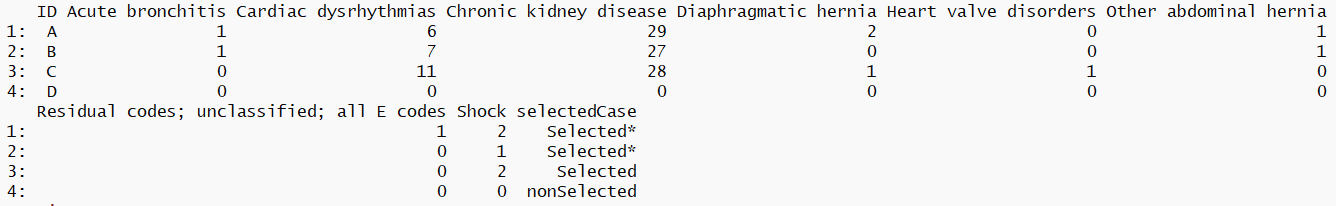 ID Acute bronchitis Cardiac dysrhythmias Chronic kidney disease Diaphragmatic hernia Heart valve disorders Other abdominal hernia
1: A 1 6 29 2 0 1
2: B 1 7 27 0 0 1
3: C 0 11 28 1 1 0
4: D 0 0 0 0 0 0
Residual codes; unclassified; all E codes Shock selectedCase
1: 1 2 Selected*
2: 0 1 Selected*
3: 0 2 Selected
4: 0 0 nonSelected